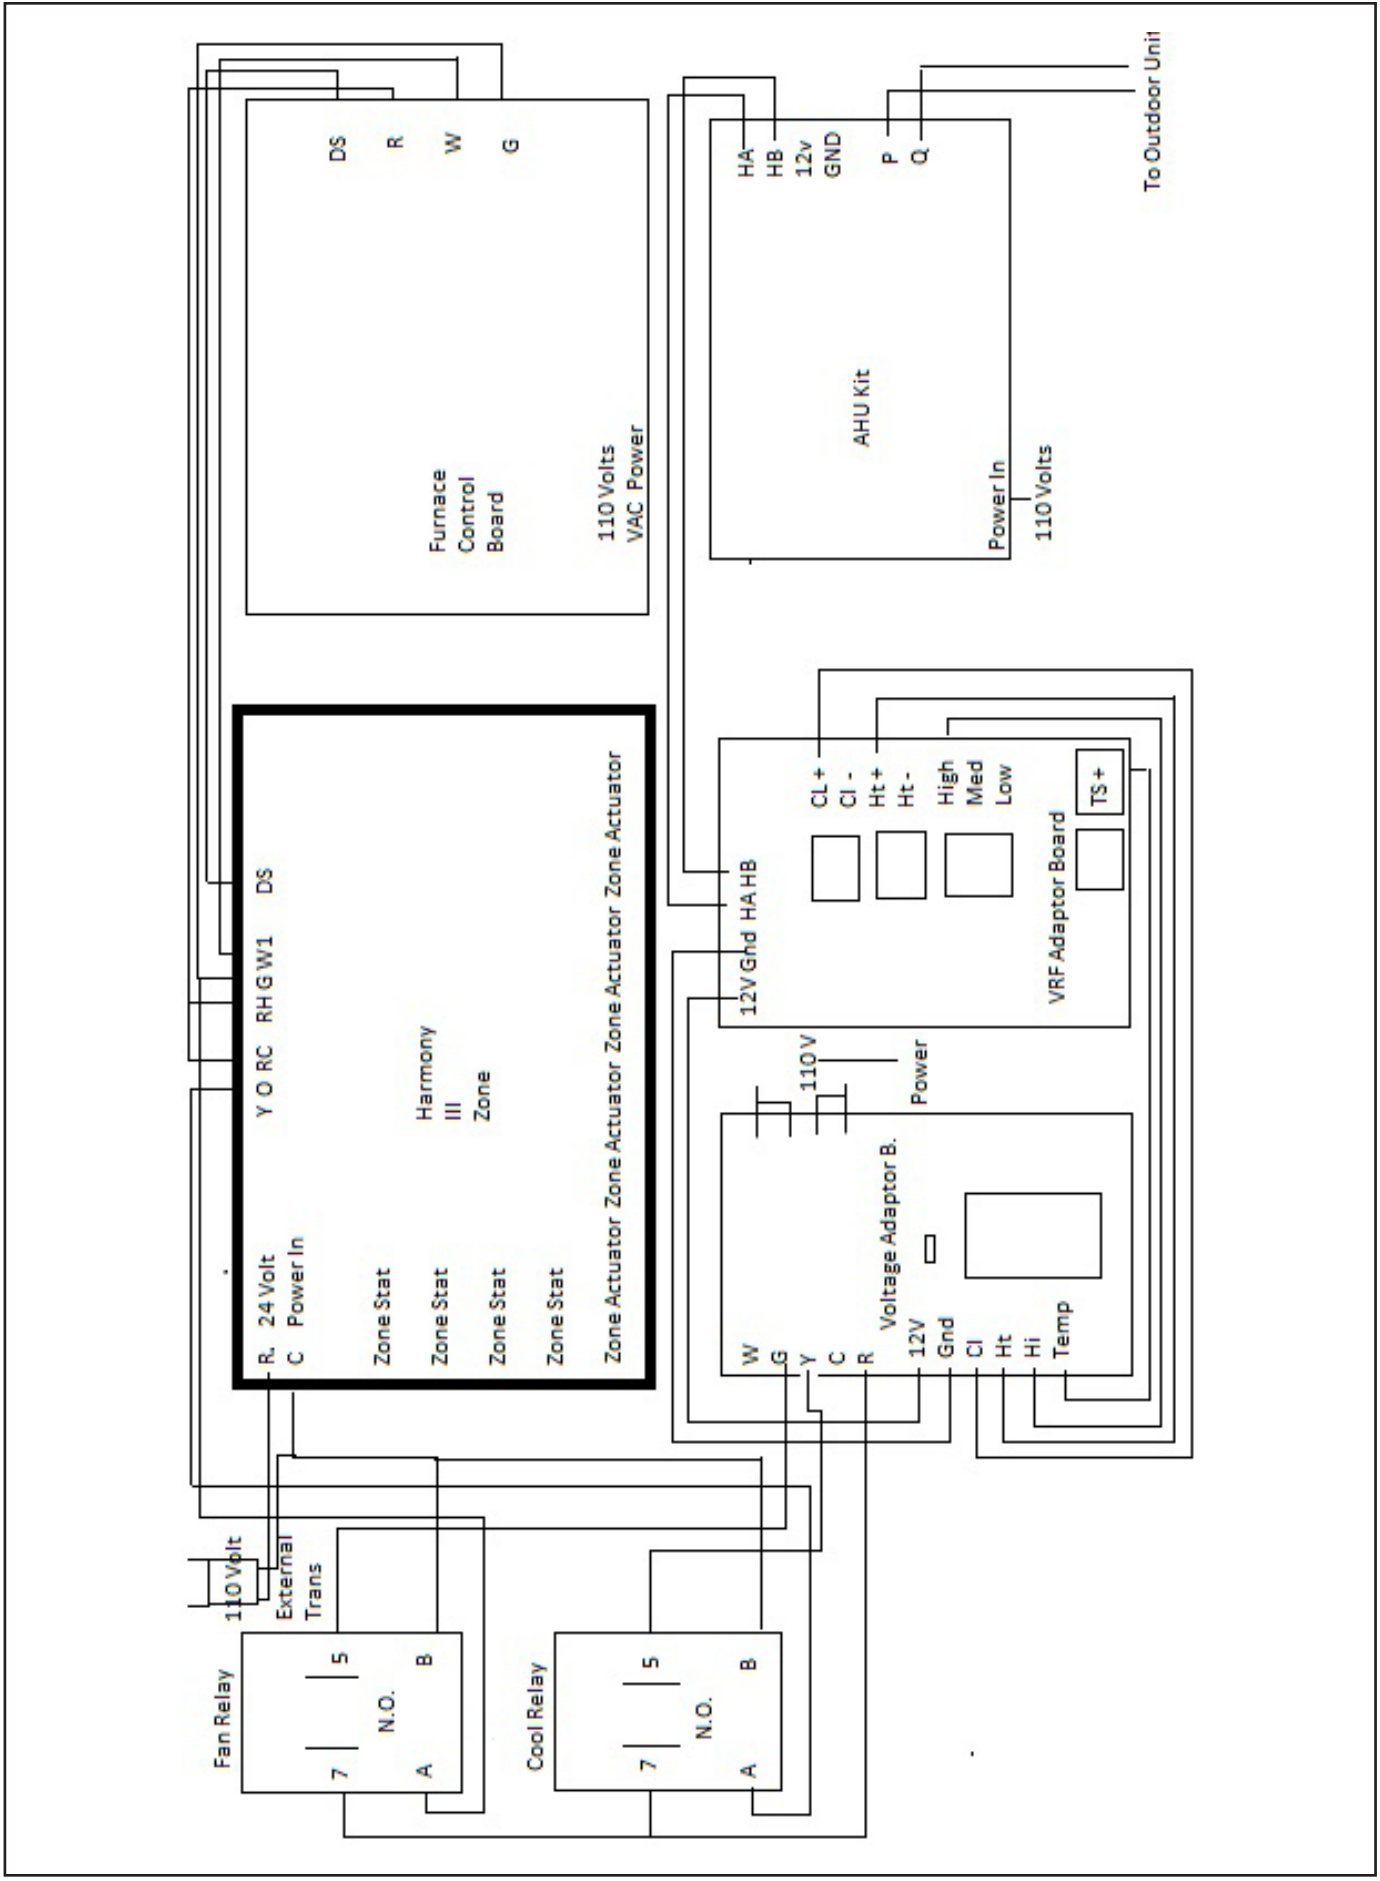 Fan Relay
7
5
N.O.
A
B
Cool Relay
7
5
N.O.
A
B
110 Volt
External
Trans
R. 24 Volt
C Power In
Y O RC RH G W1 DS
Harmony
III
Zone
Zone Stat
Zone Stat
Zone Stat
Zone Stat
Zone Actuator Zone Actuator Zone Actuator Zone Actuator Zone Actuator
DS
R
W
G
Furnace
Control
Board
110 Volts
VAC Power
W
G
Y
C
R
Voltage Adaptor B.
12V
Gnd
Cl
Ht
Hi
Temp
110 V
Power
12V Gnd HA HB
CL +
Cl -
Ht +
Ht -
High
Med
Low
VRF Adaptor Board
TS +
HA
HB
12v
GND
P
Q
AHU Kit
Power In
110 Volts
To Outdoor Unit